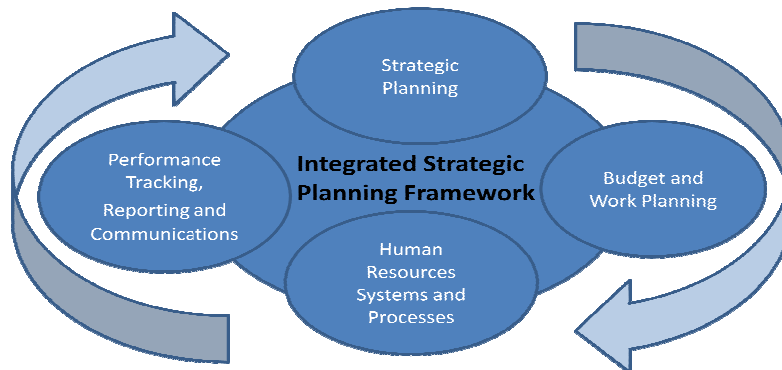 Strategic
Planning
Integrated Strategic
Planning Framework
Performance
Tracking,
Reporting and
Communications
Budget and
Work Planning
Human
Resources
Systems and
Processes